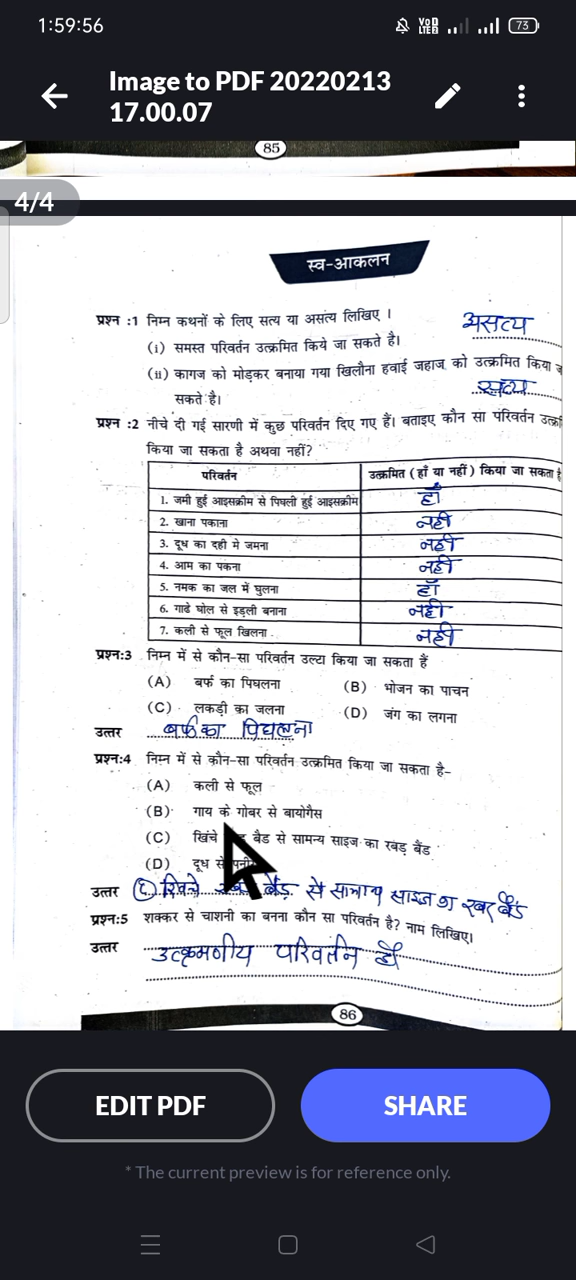 1:59:56
VoD LTE 73
Image to PDF 20220213
17.00.07
85
4/4
स्व-आकलन
प्रश्न :1 निम्न कथनों के लिए सत्य या असत्य लिखिए ।
असत्य
(i) समस्त परिवर्तन उत्क्रमित किये जा सकते है।
(ii) कागज को मोड़कर बनाया गया खिलौना हवाई जहाज को उत्क्रमित किया
सकते है।
सत्य
प्रश्न :2 नीचे दी गई सारणी में कुछ परिवर्तन दिए गए हैं। बताइए कौन सा परिवर्तन
किया जा सकता है अथवा नहीं?
परिवर्तन उत्क्रमित (हाँ या नहीं) किया जा सकता है
1. जमी हुई आइसक्रीम से पिघली हुई आइसक्रीम हाँ
2. खाना पकाना नही
3. दूध का दही मे जमना नही
4. आम का पकना नही
5. नमक का जल में घुलना हाँ
6. गाढे घोल से इडली बनाना नही
7. कली से फूल खिलना नही
प्रश्न:3 निम्न में से कौन-सा परिवर्तन उल्टा किया जा सकता हैं
(A) बर्फ का पिघलना (B) भोजन का पाचन
(C) लकड़ी का जलना (D) जंग का लगना
उत्तर बर्फ का पिघलना
प्रश्न:4 निम्न में से कौन-सा परिवर्तन उत्क्रमित किया जा सकता है-
(A) कली से फूल
(B) गाय के गोबर से बायोगैस
(C) खिंचे बैड से सामन्य साइज का रबड़ बैंड
(D) दूध से
उत्तर खिंचे रबर बैंड से सामान्य साइज का रबर बैंड
प्रश्न:5 शक्कर से चाशनी का बनना कौन सा परिवर्तन है? नाम लिखिए।
उत्तर उत्क्रमणीय परिवर्तन है
86
EDIT PDF SHARE
* The current preview is for reference only.